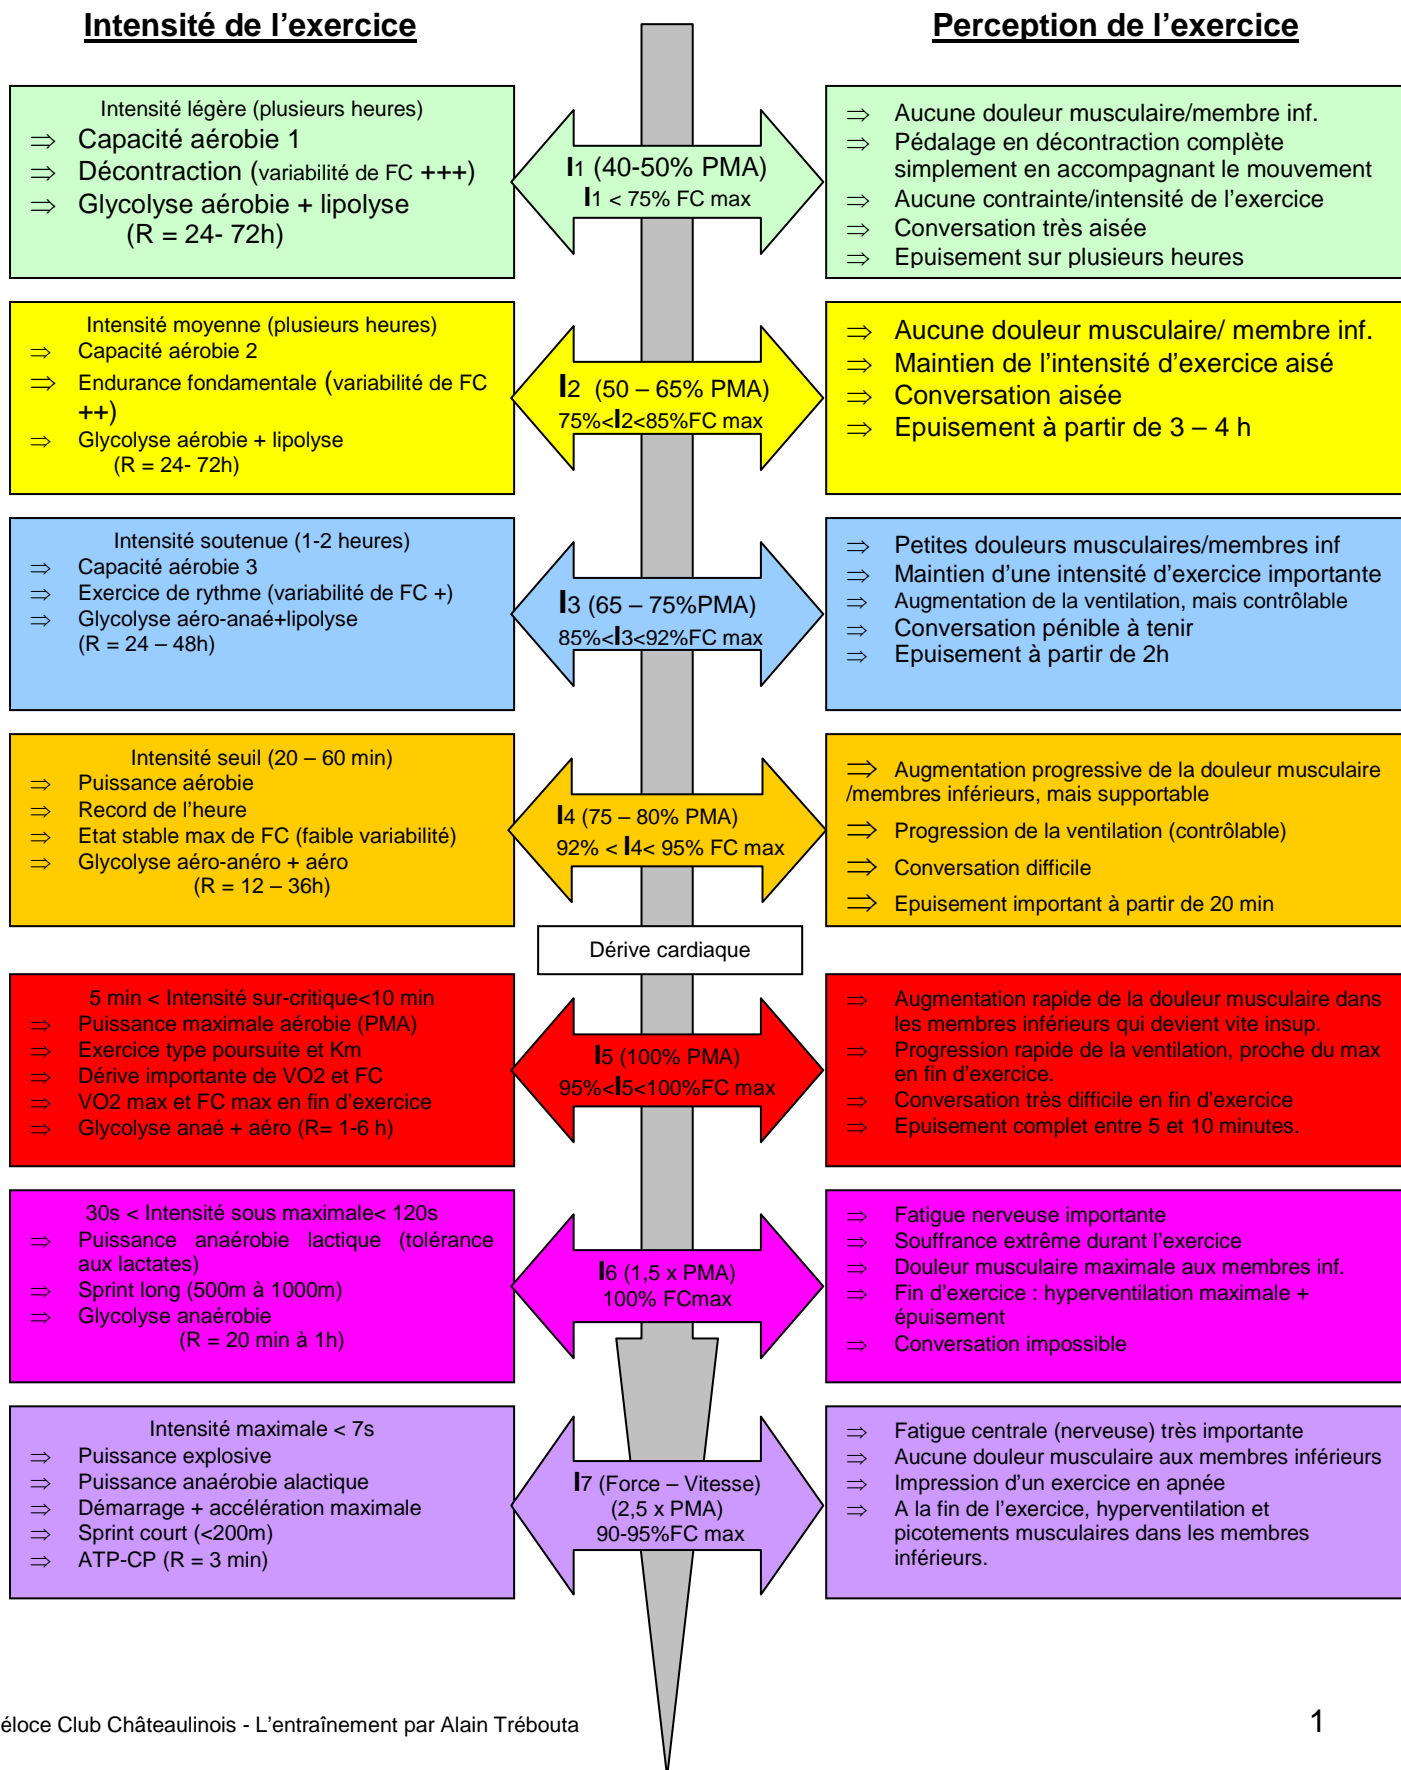 Intensité de l'exercice
Perception de l'exercice
Intensité légère (plusieurs heures)
⇒ Capacité aérobie 1
⇒ Décontraction (variabilité de FC +++)
⇒ Glycolyse aérobie + lipolyse
(R = 24- 72h)
I1 (40-50% PMA)
I1 < 75% FC max
⇒ Aucune douleur musculaire/membre inf.
⇒ Pédalage en décontraction complète
simplement en accompagnant le mouvement
⇒ Aucune contrainte/intensité de l'exercice
⇒ Conversation très aisée
⇒ Epuisement sur plusieurs heures
Intensité moyenne (plusieurs heures)
⇒ Capacité aérobie 2
⇒ Endurance fondamentale (variabilité de FC
++)
⇒ Glycolyse aérobie + lipolyse
(R = 24- 72h)
I2 (50 – 65% PMA)
75%<I2<85%FC max
⇒ Aucune douleur musculaire/ membre inf.
⇒ Maintien de l'intensité d'exercice aisé
⇒ Conversation aisée
⇒ Epuisement à partir de 3 – 4 h
Intensité soutenue (1-2 heures)
⇒ Capacité aérobie 3
⇒ Exercice de rythme (variabilité de FC +)
⇒ Glycolyse aéro-anaé+lipolyse
(R = 24 – 48h)
I3 (65 – 75%PMA)
85%<I3<92%FC max
⇒ Petites douleurs musculaires/membres inf
⇒ Maintien d'une intensité d'exercice importante
⇒ Augmentation de la ventilation, mais contrôlable
⇒ Conversation pénible à tenir
⇒ Epuisement à partir de 2h
Intensité seuil (20 – 60 min)
⇒ Puissance aérobie
⇒ Record de l'heure
⇒ Etat stable max de FC (faible variabilité)
⇒ Glycolyse aéro-anéro + aéro
(R = 12 – 36h)
I4 (75 – 80% PMA)
92% < I4< 95% FC max
⇒ Augmentation progressive de la douleur musculaire
/membres inférieurs, mais supportable
⇒ Progression de la ventilation (contrôlable)
⇒ Conversation difficile
⇒ Epuisement important à partir de 20 min
Dérive cardiaque
5 min < Intensité sur-critique<10 min
⇒ Puissance maximale aérobie (PMA)
⇒ Exercice type poursuite et Km
⇒ Dérive importante de VO2 et FC
⇒ VO2 max et FC max en fin d'exercice
⇒ Glycolyse anaé + aéro (R= 1-6 h)
I5 (100% PMA)
95%<I5<100%FC max
⇒ Augmentation rapide de la douleur musculaire dans
les membres inférieurs qui devient vite insup.
⇒ Progression rapide de la ventilation, proche du max
en fin d'exercice.
⇒ Conversation très difficile en fin d'exercice
⇒ Epuisement complet entre 5 et 10 minutes.
30s < Intensité sous maximale< 120s
⇒ Puissance anaérobie lactique (tolérance
aux lactates)
⇒ Sprint long (500m à 1000m)
⇒ Glycolyse anaérobie
(R = 20 min à 1h)
I6 (1,5 x PMA)
100% FCmax
⇒ Fatigue nerveuse importante
⇒ Souffrance extrême durant l'exercice
⇒ Douleur musculaire maximale aux membres inf.
⇒ Fin d'exercice : hyperventilation maximale +
épuisement
⇒ Conversation impossible
Intensité maximale < 7s
⇒ Puissance explosive
⇒ Puissance anaérobie alactique
⇒ Démarrage + accélération maximale
⇒ Sprint court (<200m)
⇒ ATP-CP (R = 3 min)
I7 (Force – Vitesse)
(2,5 x PMA)
90-95%FC max
⇒ Fatigue centrale (nerveuse) très importante
⇒ Aucune douleur musculaire aux membres inférieurs
⇒ Impression d'un exercice en apnée
⇒ A la fin de l'exercice, hyperventilation et
picotements musculaires dans les membres
inférieurs.
éloce Club Châteaulinois - L'entraînement par Alain Trébouta
1